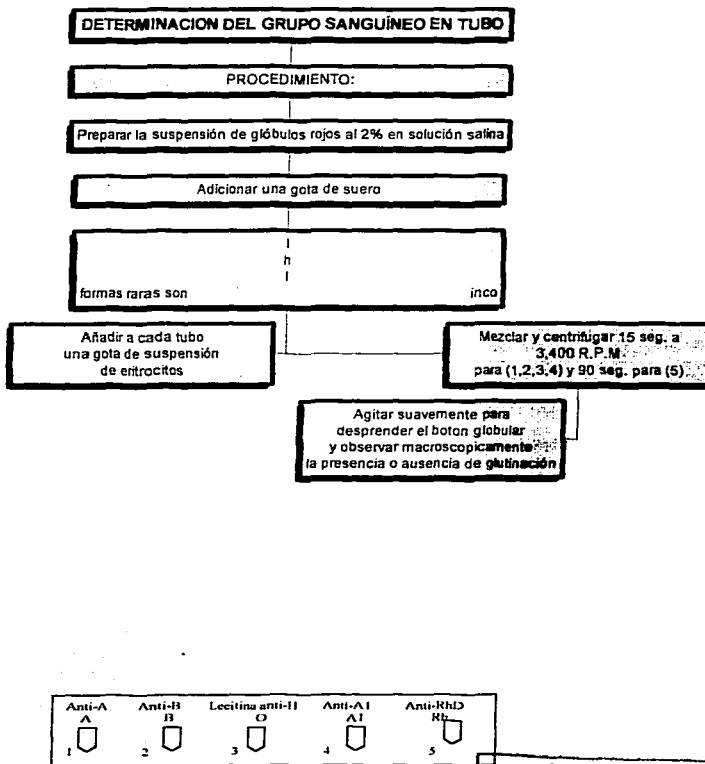 DETERMINACION DEL GRUPO SANGUÍNEO EN TUBO
PROCEDIMIENTO:
Preparar la suspensión de glóbulos rojos al 2% en solución salina
Adicionar una gota de suero
h
formas raras son inco
Añadir a cada tubo
una gota de suspensión
de eritrocitos
Mezclar y centrifugar 15 seg. a
3,400 R.P.M.
para (1,2,3,4) y 90 seg. para (5)
Agitar suavemente para
desprender el boton globular
y observar macroscopicamente
la presencia o ausencia de glutinación
Anti-A Anti-B Lecitina anti-H Anti-A1 Anti-RhD
A B O A1 Rh
1 2 3 4 5